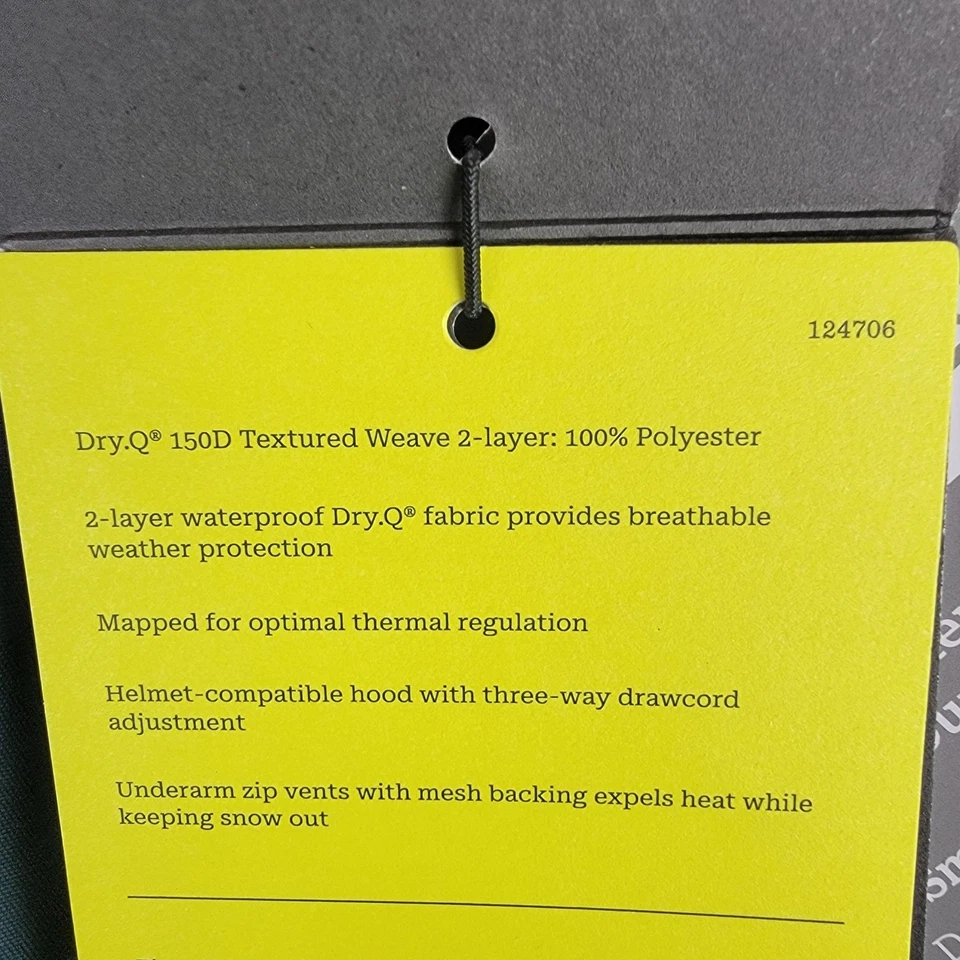 124706
Dry.Q® 150D Textured Weave 2-layer: 100% Polyester
2-layer waterproof Dry.Q® fabric provides breathable
weather protection
Mapped for optimal thermal regulation
Helmet-compatible hood with three-way drawcord
adjustment
Underarm zip vents with mesh backing expels heat while
keeping snow out